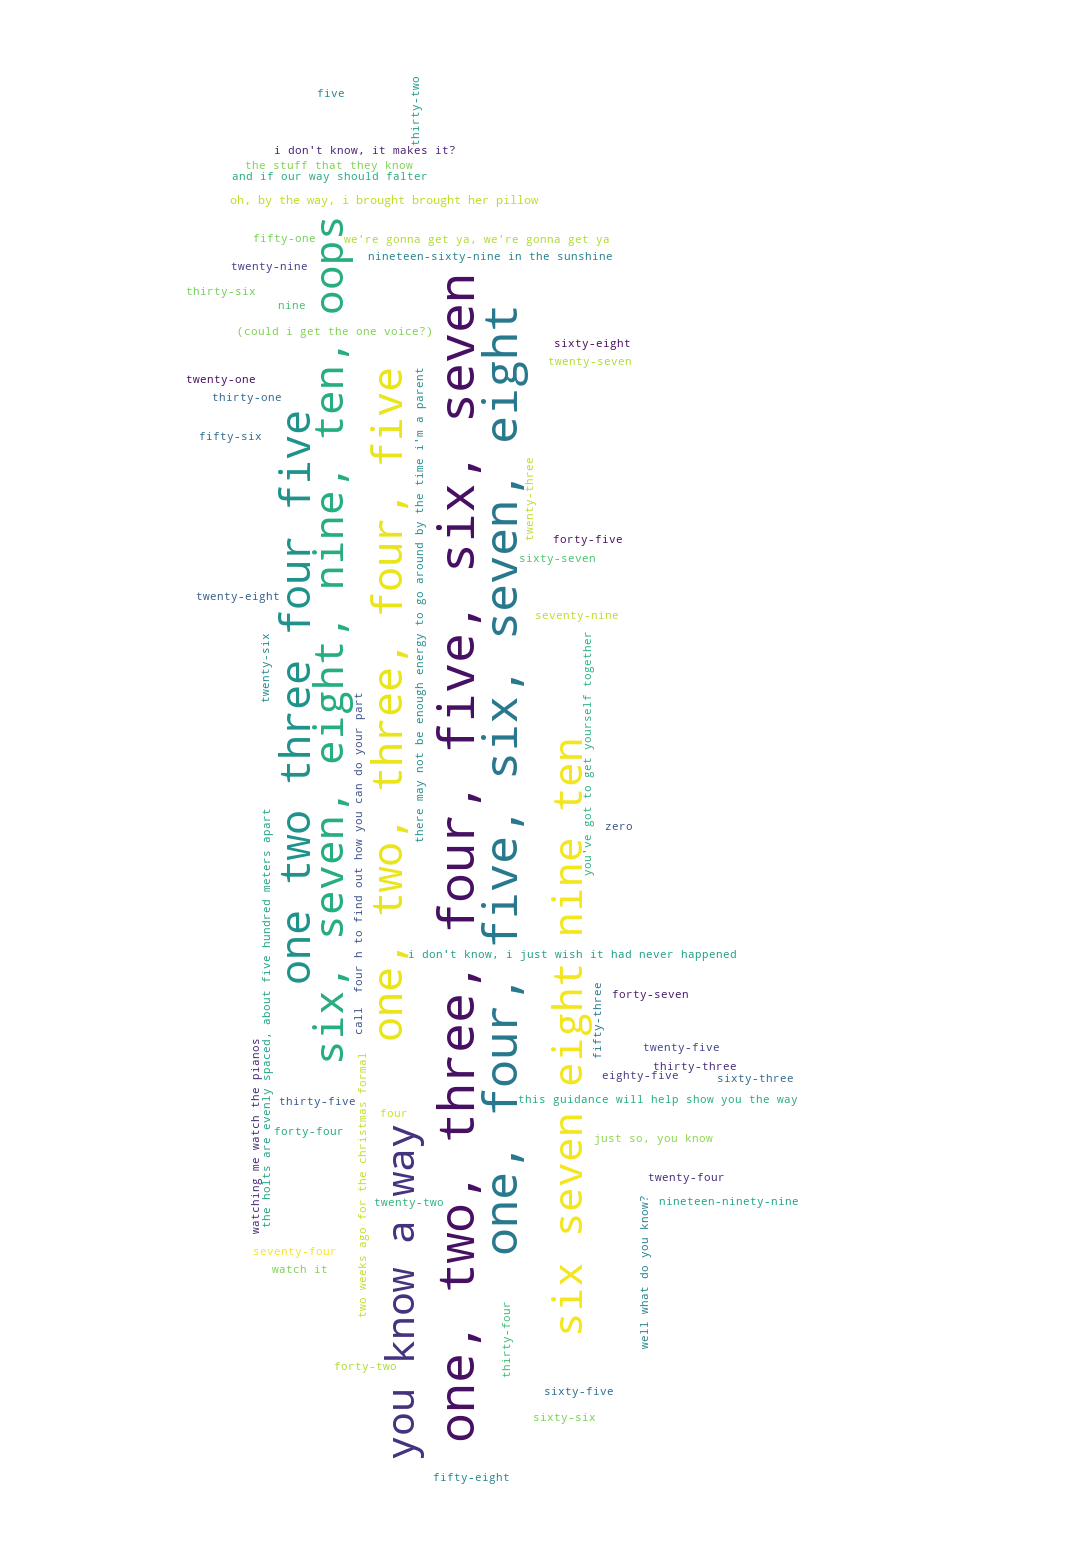 five
thirty-two
i don't know, it makes it?
the stuff that they know
and if our way should falter
oh, by the way, i brought brought her pillow
fifty-one
we're gonna get ya, we're gonna get ya
nineteen-sixty-nine in the sunshine
twenty-nine
thirty-six
nine
(could i get the one voice?)
sixty-eight
twenty-seven
twenty-one
thirty-one
fifty-six
one two three four five
six, seven, eight, nine, ten, oops
one, two, three, four, five
there may not be enough energy to go around by the time i'm a parent
one, two, three, four, five, six, seven
one, four, five, six, seven, eight
twenty-three
forty-five
sixty-seven
twenty-eight
seventy-nine
twenty-six
you've got to get yourself together
call  four h to find out how you can do your part
six seven eight nine ten
zero
the holts are evenly spaced, about five hundred meters apart
i don't know, i just wish it had never happened
fifty-three
forty-seven
watching me watch the pianos
twenty-five
thirty-three
eighty-five
sixty-three
this guidance will help show you the way
thirty-five
four
two weeks ago for the christmas formal
forty-four
you know a way
just so, you know
twenty-four
twenty-two
nineteen-ninety-nine
well what do you know?
seventy-four
watch it
thirty-four
forty-two
sixty-five
sixty-six
fifty-eight